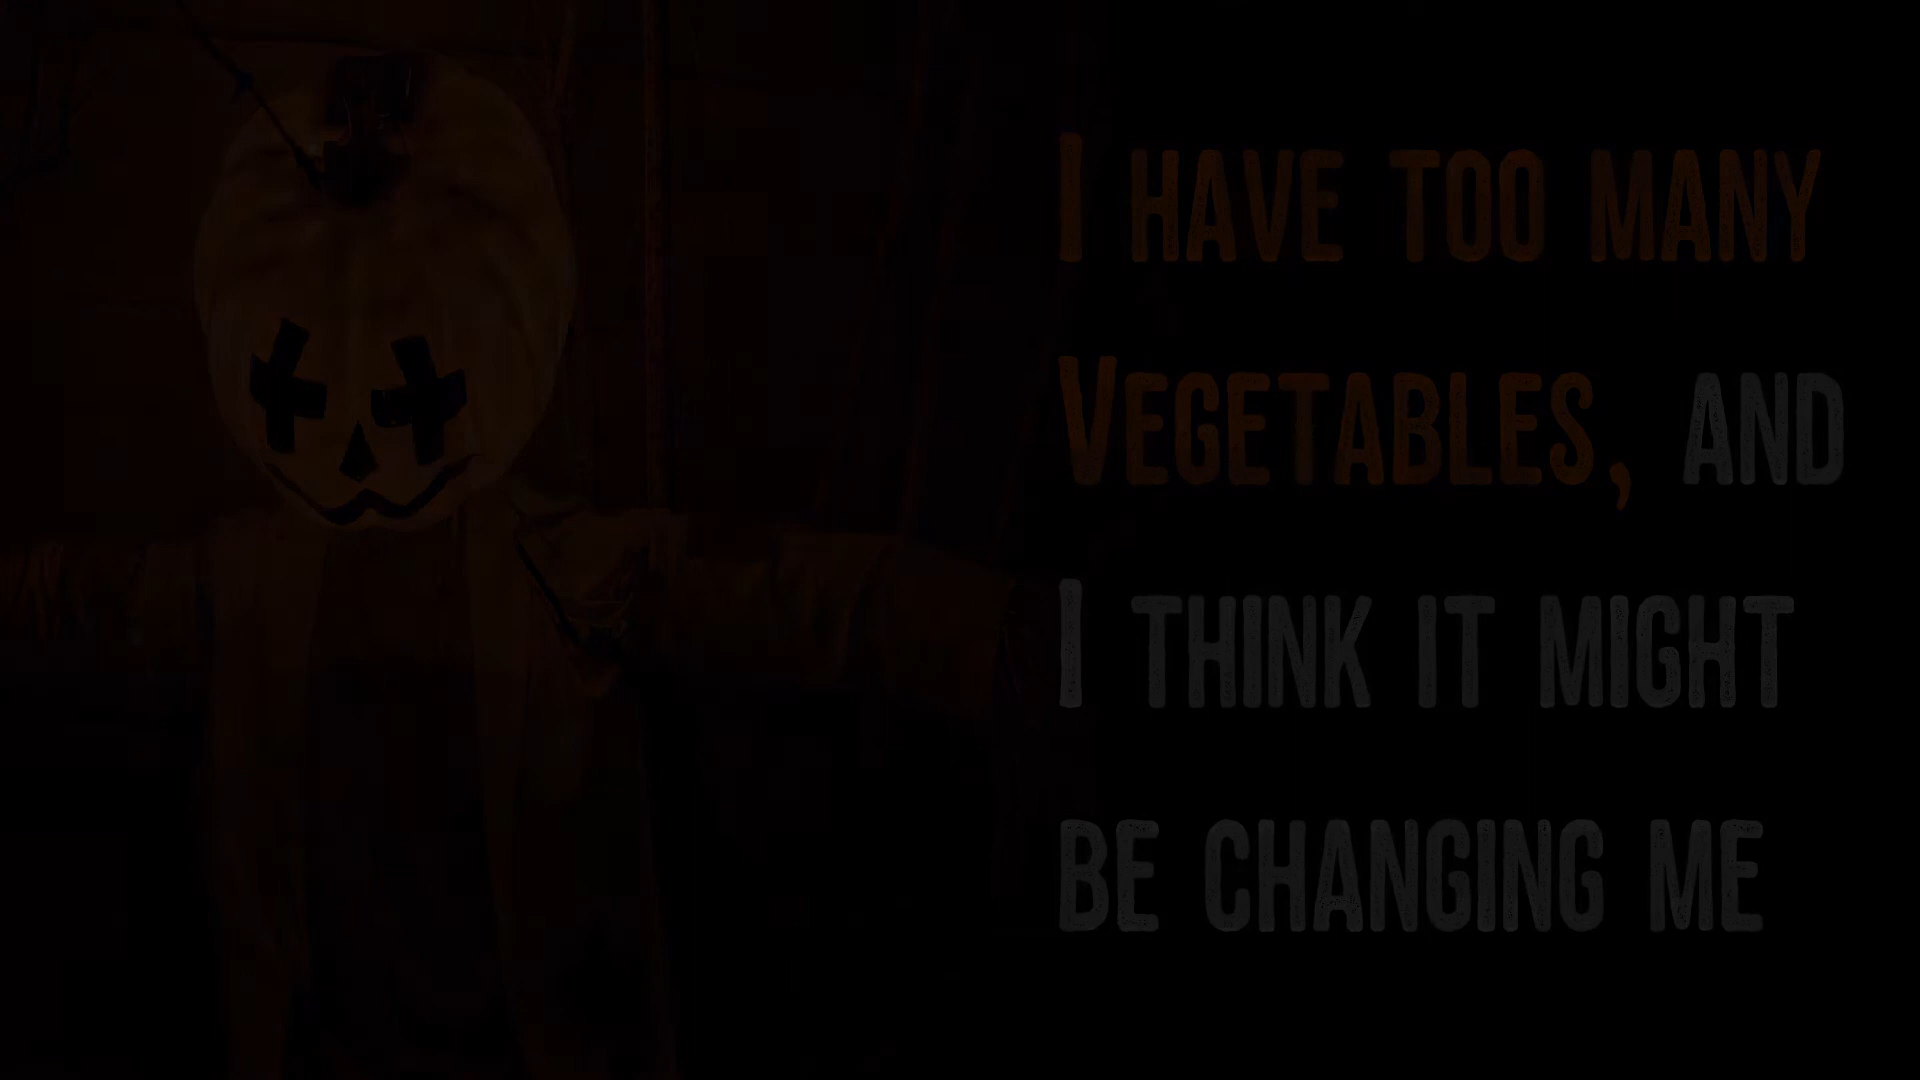 I have too many
Vegetables, and
I think it might
be changing me